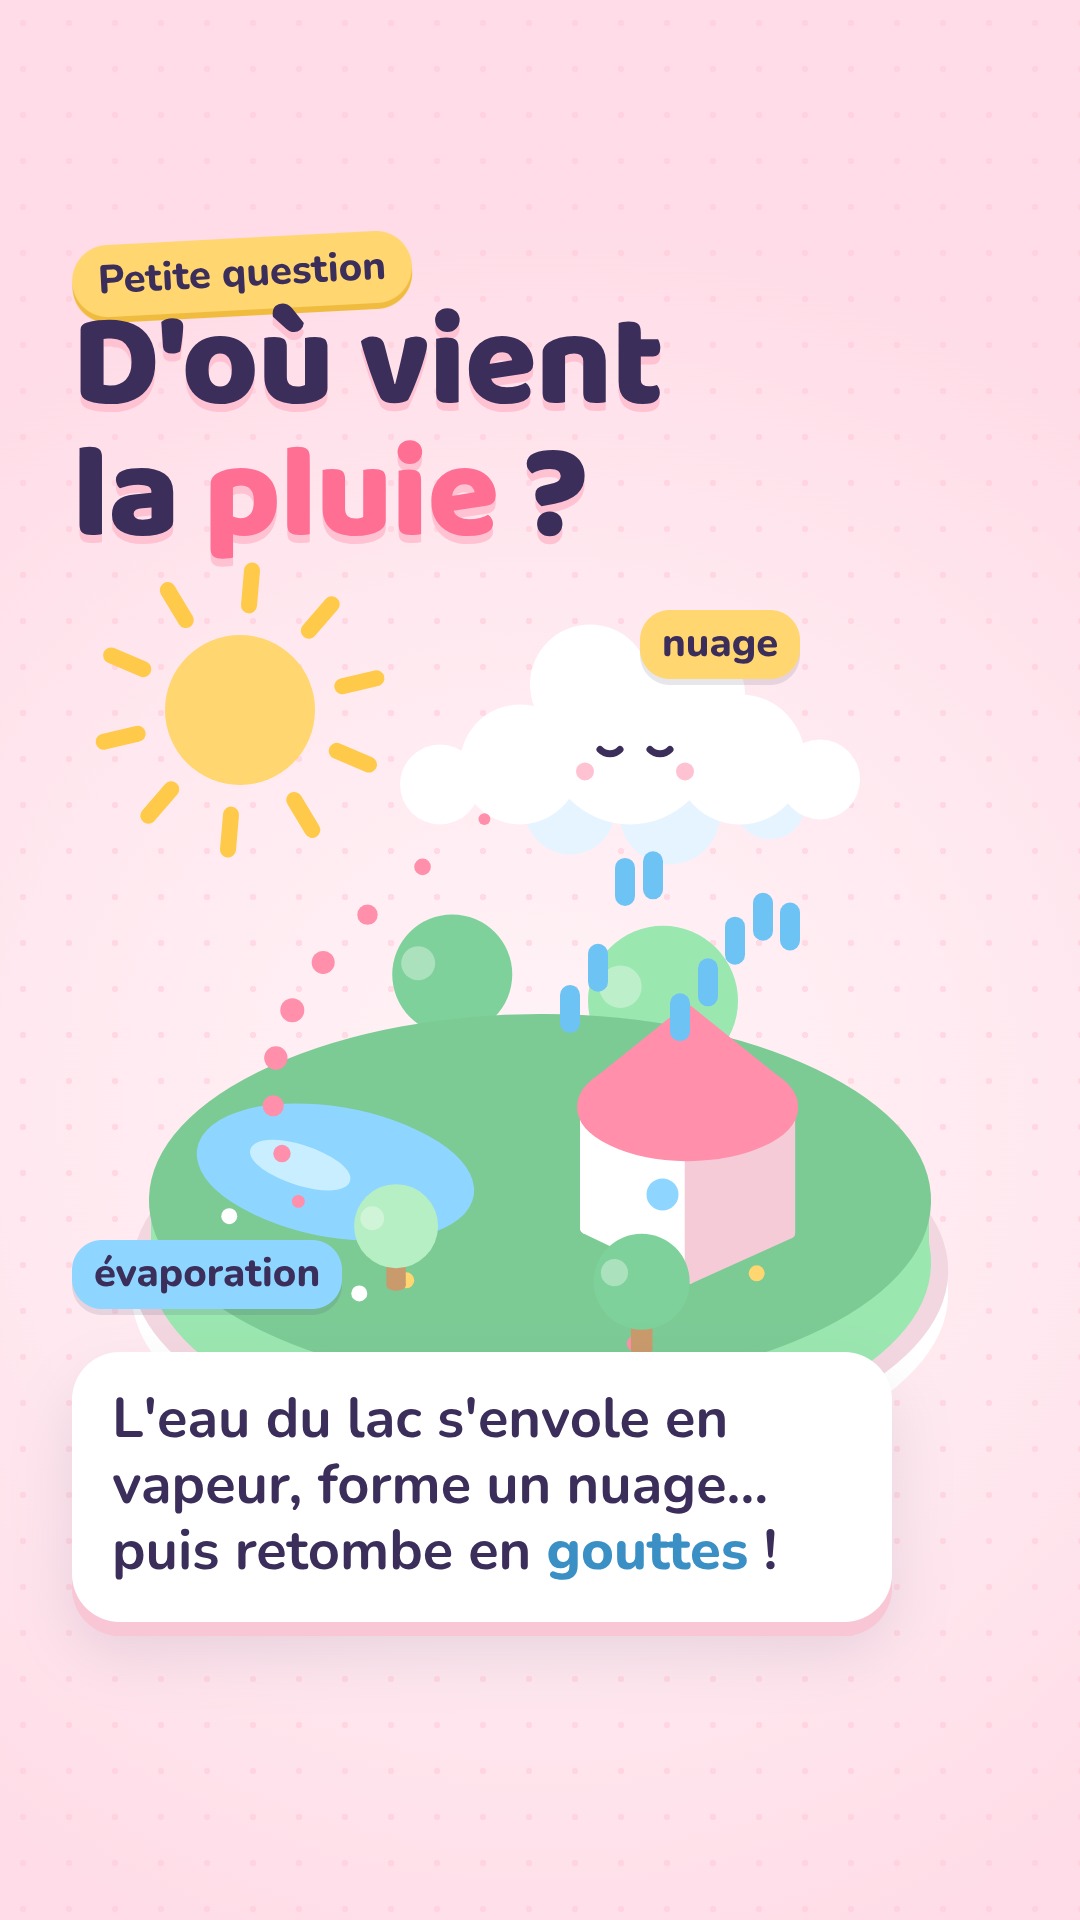 Petite question
D'où vient
la pluie ?
nuage
évaporation
L'eau du lac s'envole en
vapeur, forme un nuage...
puis retombe en gouttes !